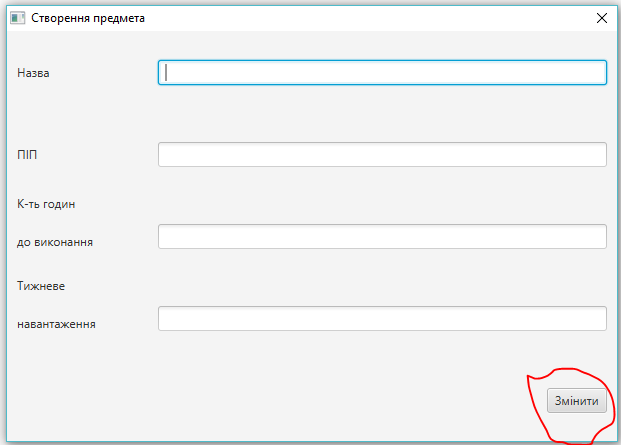 Створення предмета
Назва
ПІП
К-ть годин
до виконання
Тижневе
навантаження
Змінити